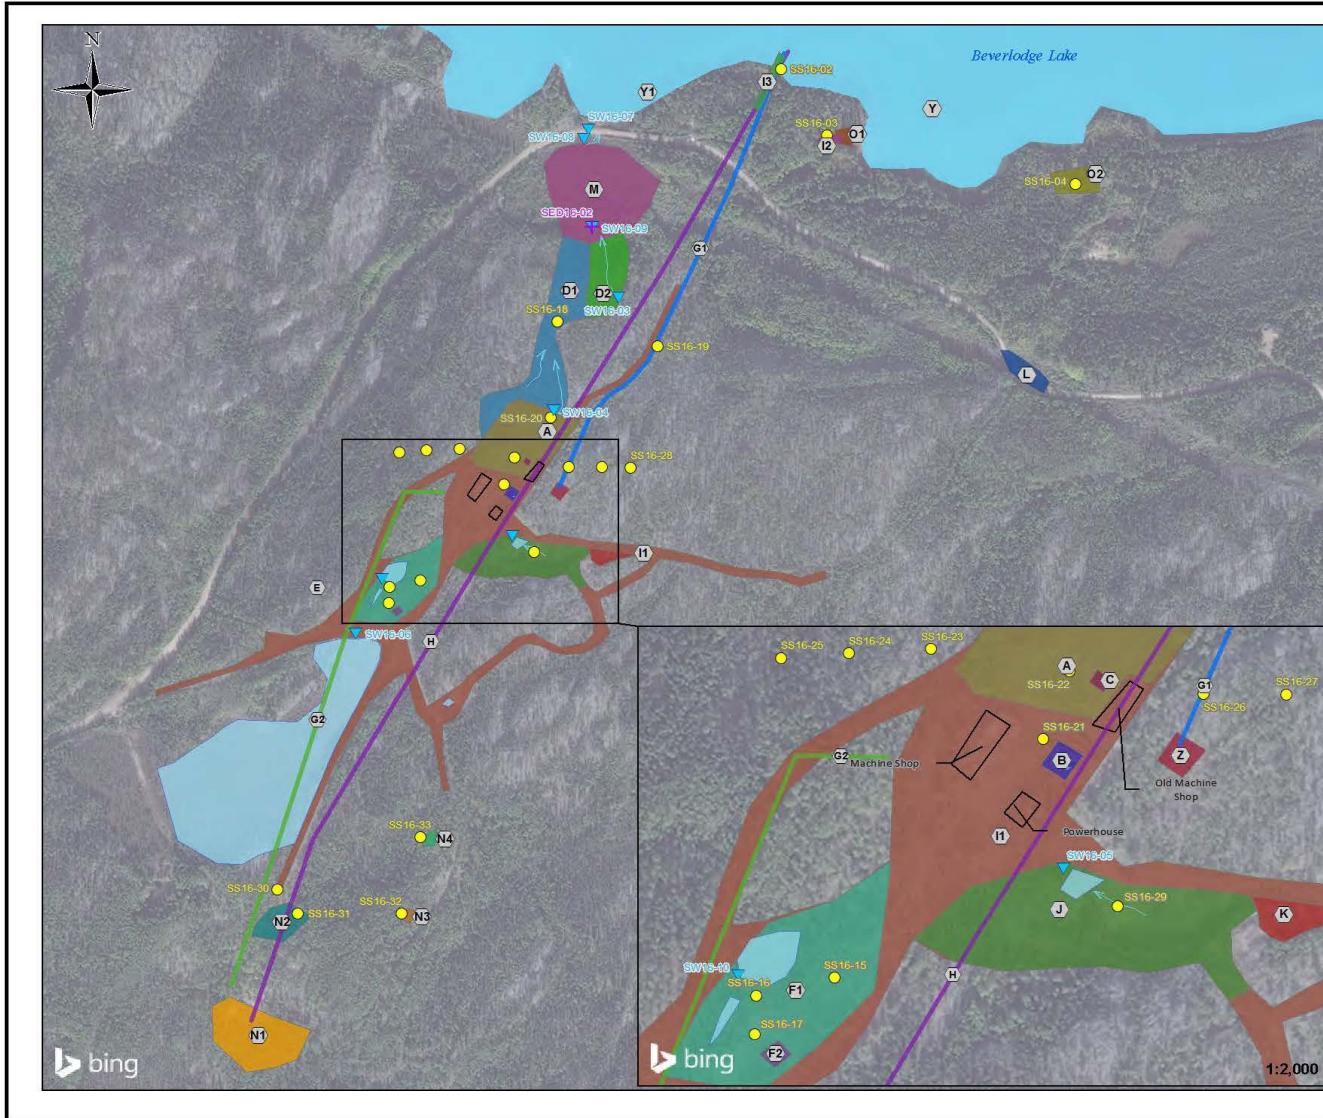 N
Beverlodge Lake
SS16-02
I3
Y1
Y
SW16-07
SW16-08
SS16-03
O1
I2
M
O2
SS16-04
SED16-02
SW16-09
G1
D1
D2
SW16-03
SS16-18
SS16-19
L
SW16-04
SS16-20
A
SS16-28
I1
E
SW16-06
H
G2
SS16-33
N4
SS16-30
N2
SS16-31
SS16-32
N3
N1
bing
SS16-25
SS16-24
SS16-23
A
SS16-22
C
G1
SS16-27
SS16-26
SS16-21
B
Z
G2
Machine Shop
Old Machine
Shop
I1
Powerhouse
SW16-05
J
SS16-29
K
H
SW16-10
SS16-15
SS16-16
F1
SS16-17
F2
bing
1:2,000